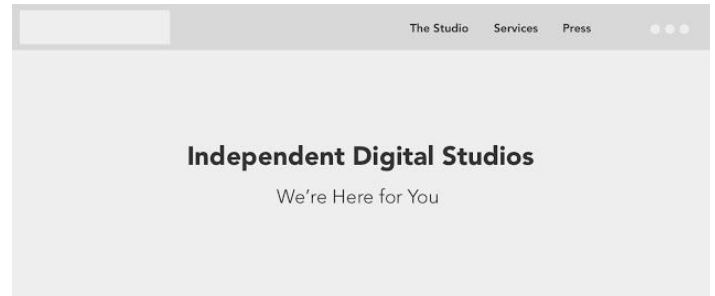 The Studio Services Press
Independent Digital Studios
We’re Here for You